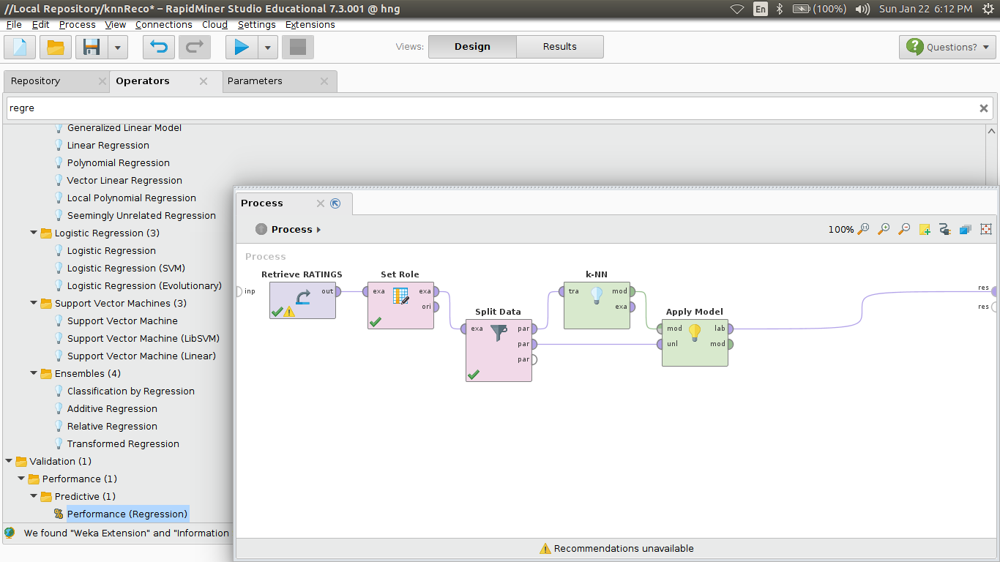 //Local Repository/knnReco* – RapidMiner Studio Educational 7.3.001 @ hng
En
(100%)
Sun Jan 22 6:12 PM
File Edit Process View Connections Cloud Settings Extensions
Views:
Design
Results
Questions?
Repository
Operators
Parameters
regre
Generalized Linear Model
Linear Regression
Polynomial Regression
Vector Linear Regression
Local Polynomial Regression
Seemingly Unrelated Regression
Logistic Regression (3)
Logistic Regression
Logistic Regression (SVM)
Logistic Regression (Evolutionary)
Support Vector Machines (3)
Support Vector Machine
Support Vector Machine (LibSVM)
Support Vector Machine (Linear)
Ensembles (4)
Classification by Regression
Additive Regression
Relative Regression
Transformed Regression
Validation (1)
Performance (1)
Predictive (1)
Performance (Regression)
We found "Weka Extension" and "Information
Process
Process
100%
Process
inp
Retrieve RATINGS
out
Set Role
exa exa
ori
Split Data
exa par
par
par
k-NN
tra mod
exa
Apply Model
mod lab
unl mod
res
res
Recommendations unavailable